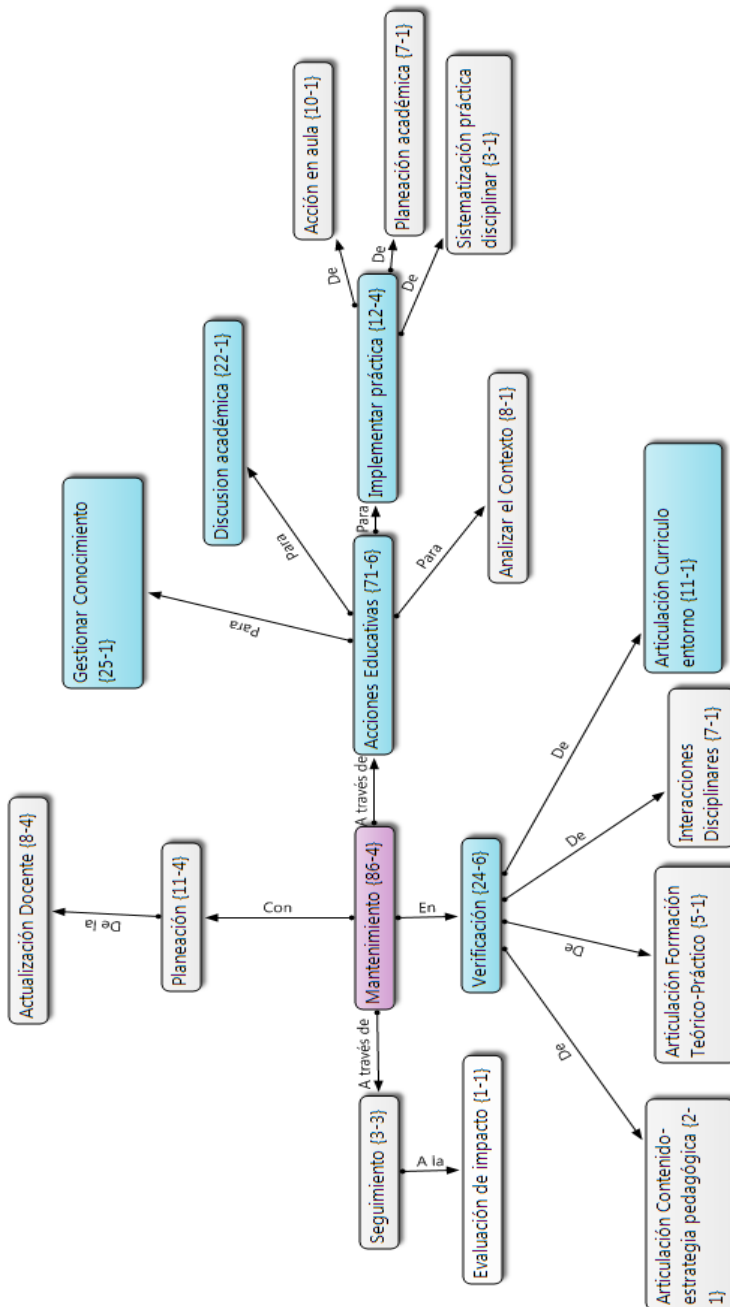 Actualización Docente {8-4}
De la
Gestionar Conocimiento
{25-1}
Planeación {11-4}
Para
Discusion académica {22-1}
Con
Para
Acción en aula {10-1}
De
A través de
A través de
Para
De
Seguimiento {3-3}
Mantenimiento {86-4}
Acciones Educativas {71-6}
Implementar práctica {12-4}
Planeación académica {7-1}
De
A la
En
Para
Sistematización práctica
disciplinar {3-1}
Evaluación de impacto {1-1}
Verificación {24-6}
Analizar el Contexto {8-1}
De
De
De
De
Articulación Contenido-
estrategia pedagógica {2-
1}
Articulación Formación
Teórico-Práctico {5-1}
Interacciones
Disciplinares {7-1}
Articulación Curriculo
entorno {11-1}